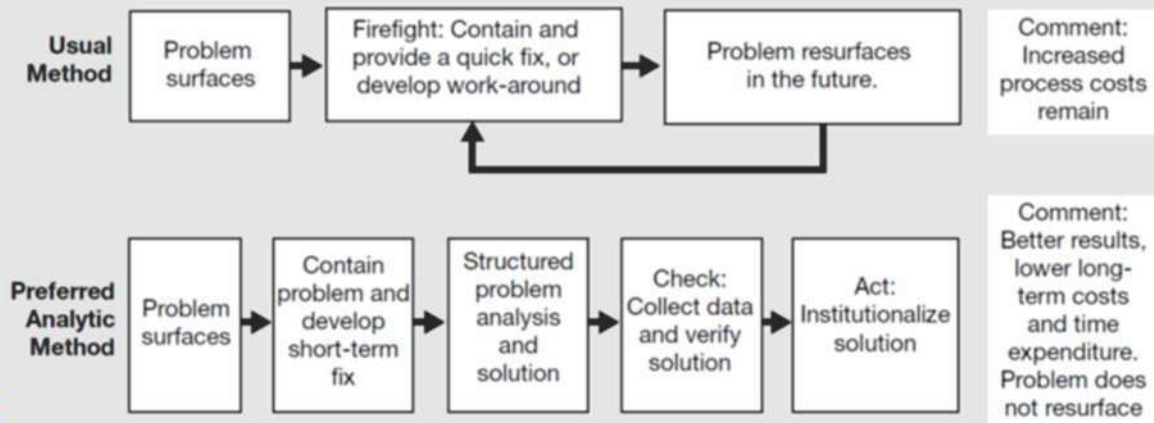 Usual
Method
Problem
surfaces
Firefight: Contain and
provide a quick fix, or
develop work-around
Problem resurfaces
in the future.
Comment:
Increased
process costs
remain
Preferred
Analytic
Method
Problem
surfaces
Contain
problem and
develop
short-term
fix
Structured
problem
analysis
and
solution
Check:
Collect data
and verify
solution
Act:
Institutionalize
solution
Comment:
Better results,
lower long-
term costs
and time
expenditure.
Problem does
not resurface